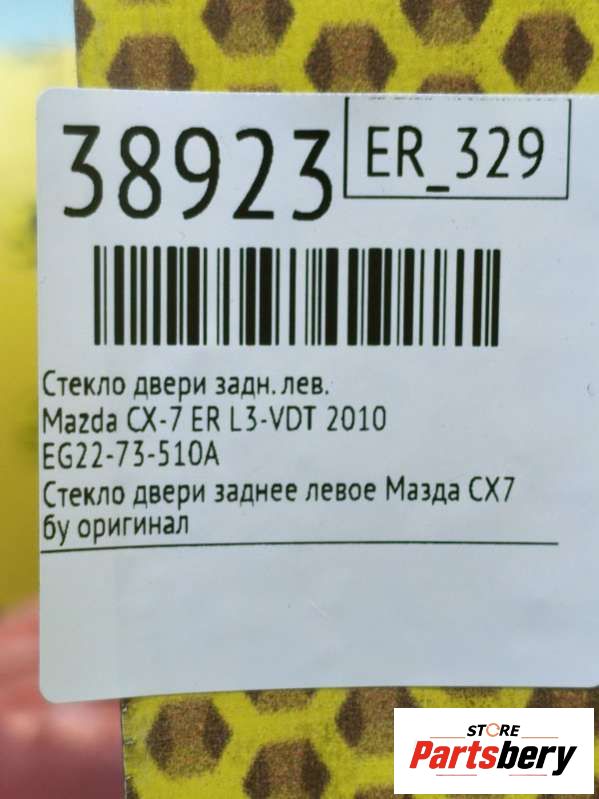 38923
ER_329
Стекло двери задн. лев.
Mazda CX-7 ER L3-VDT 2010
EG22-73-510A
Стекло двери заднее левое Мазда СХ7
бу оригинал
STORE
Partsbery